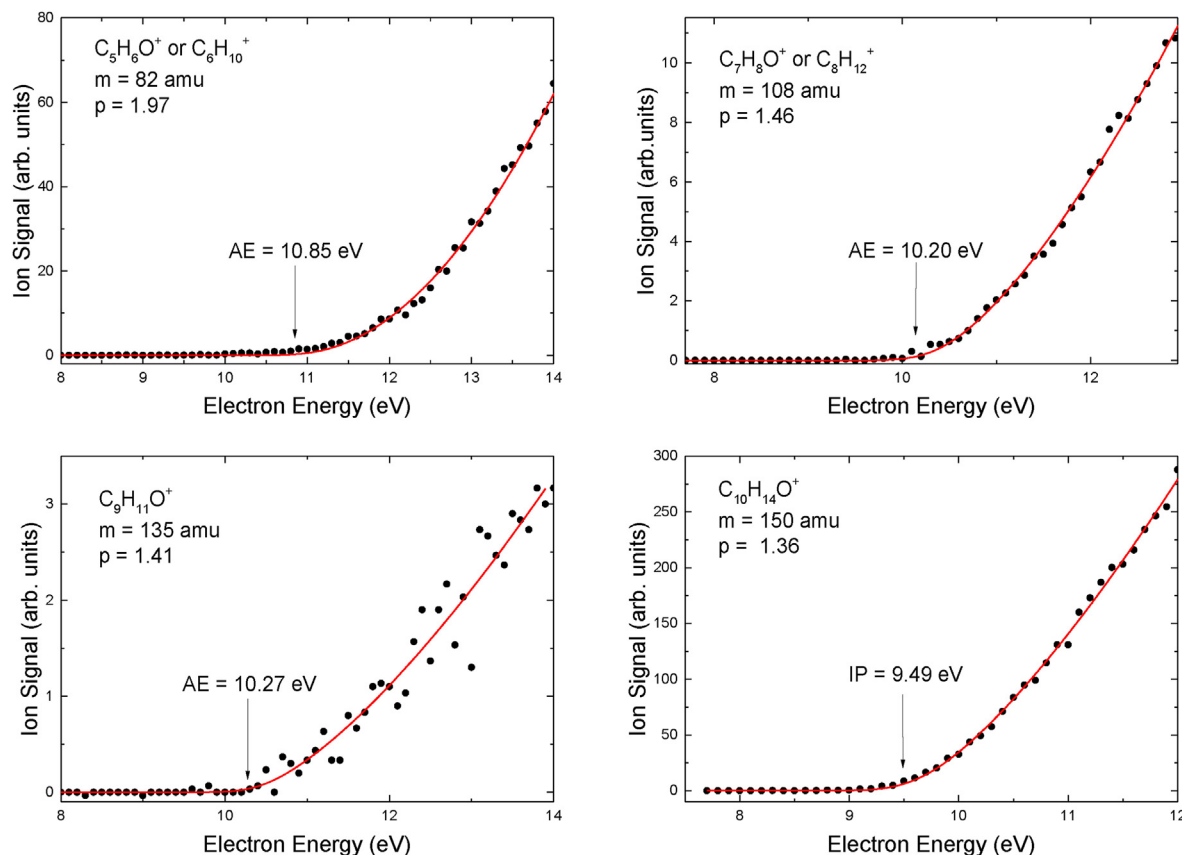 C₅H₆O⁺ or C₆H₁₀⁺
m = 82 amu
p = 1.97
AE = 10.85 eV
Ion Signal (arb.units)
80
60
40
20
0
8 9 10 11 12 13 14
Electron Energy (eV)
C₇H₈O⁺ or C₈H₁₂⁺
m = 108 amu
p = 1.46
AE = 10.20 eV
Ion Signal (arb.units)
10
8
6
4
2
0
8 10 12
Electron Energy (eV)
C₉H₁₁O⁺
m = 135 amu
p = 1.41
AE = 10.27 eV
Ion Signal (arb. units)
3
2
1
0
8 10 12 14
Electron Energy (eV)
C₁₀H₁₄O⁺
m = 150 amu
p = 1.36
IP = 9.49 eV
Ion Signal (arb. units)
300
250
200
150
100
50
0
8 9 10 11 12
Electron Energy (eV)